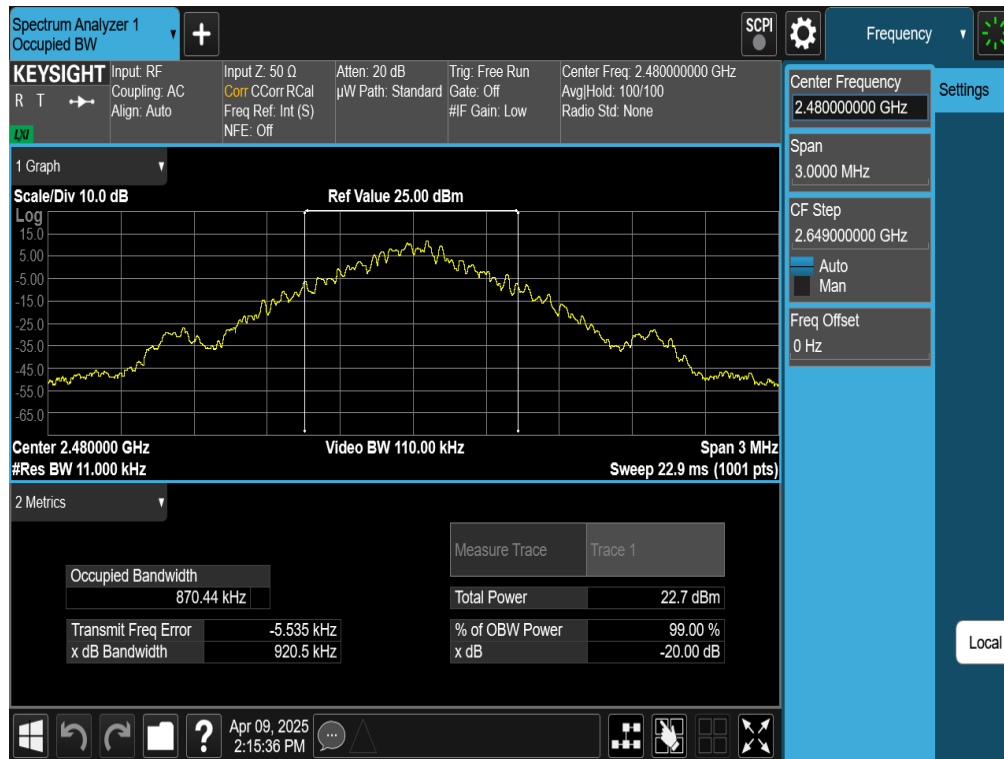 Spectrum Analyzer 1
Occupied BW
+
SCPI
Frequency
KEYSIGHT
R T
LXI
Input: RF
Coupling: AC
Align: Auto
Input Z: 50 Ω
Corr CCorr RCal
Freq Ref: Int (S)
NFE: Off
Atten: 20 dB
µW Path: Standard
Trig: Free Run
Gate: Off
#IF Gain: Low
Center Freq: 2.480000000 GHz
Avg|Hold: 100/100
Radio Std: None
Center Frequency
2.480000000 GHz
Settings
Span
3.0000 MHz
CF Step
2.649000000 GHz
Auto
Man
Freq Offset
0 Hz
Local
1 Graph
Scale/Div 10.0 dB
Ref Value 25.00 dBm
Log
15.0
5.00
-5.00
-15.0
-25.0
-35.0
-45.0
-55.0
-65.0
Center 2.480000 GHz
Video BW 110.00 kHz
Span 3 MHz
#Res BW 11.000 kHz
Sweep 22.9 ms (1001 pts)
2 Metrics
Measure Trace
Trace 1
Occupied Bandwidth
870.44 kHz
Total Power
22.7 dBm
Transmit Freq Error
-5.535 kHz
% of OBW Power
99.00 %
x dB Bandwidth
920.5 kHz
x dB
-20.00 dB
?
Apr 09, 2025
2:15:36 PM